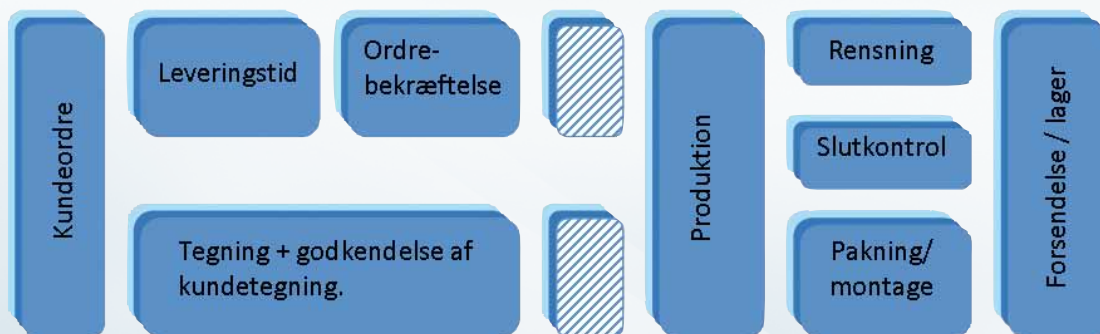 Kundeordre
Leveringstid
Ordre-
bekræftelse
Tegning + godkendelse af
kundetegning.
Produktion
Rensning
Slutkontrol
Pakning/
montage
Forsendelse / lager